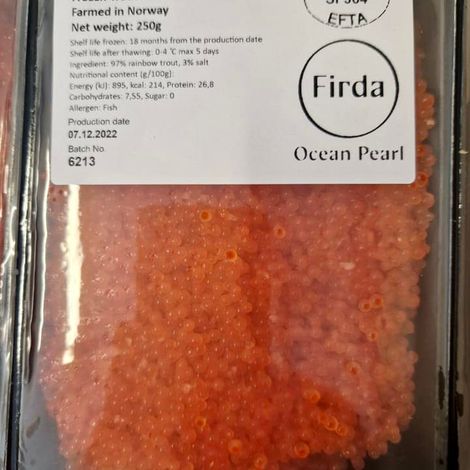 Farmed in Norway
Net weight: 250g
Shelf life frozen: 18 months from the production date
Shelf life after thawing: 0-4 °C max 5 days
Ingredient: 97% rainbow trout, 3% salt
Nutritional content (g/100g):
Energy (kJ): 895, kcal: 214, Protein: 26,8
Carbohydrates: 7,55, Sugar: 0
Allergen: Fish
Production date
07.12.2022
Batch No.
6213
EFTA
Firda
Ocean Pearl